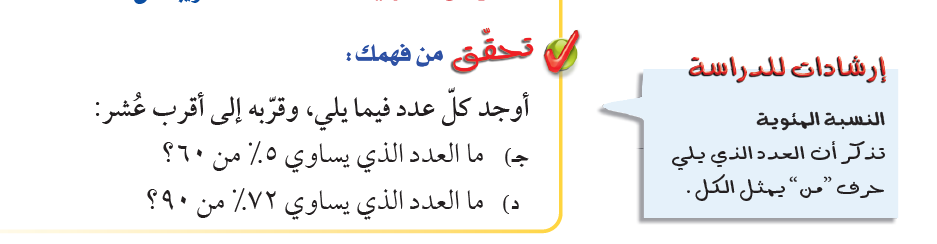 تحقّق من فهمك:
أوجد كلّ عدد فيما يلي، وقرّبه إلى أقرب عُشر:
جـ) ما العدد الذي يساوي ٥٪ من ٦٠؟
د) ما العدد الذي يساوي ٧٢٪ من ٩٠؟
إرشادات للدراسة
النسبة المئوية
تذكر أن العدد الذي يلي
حرف "من" يمثل الكل.